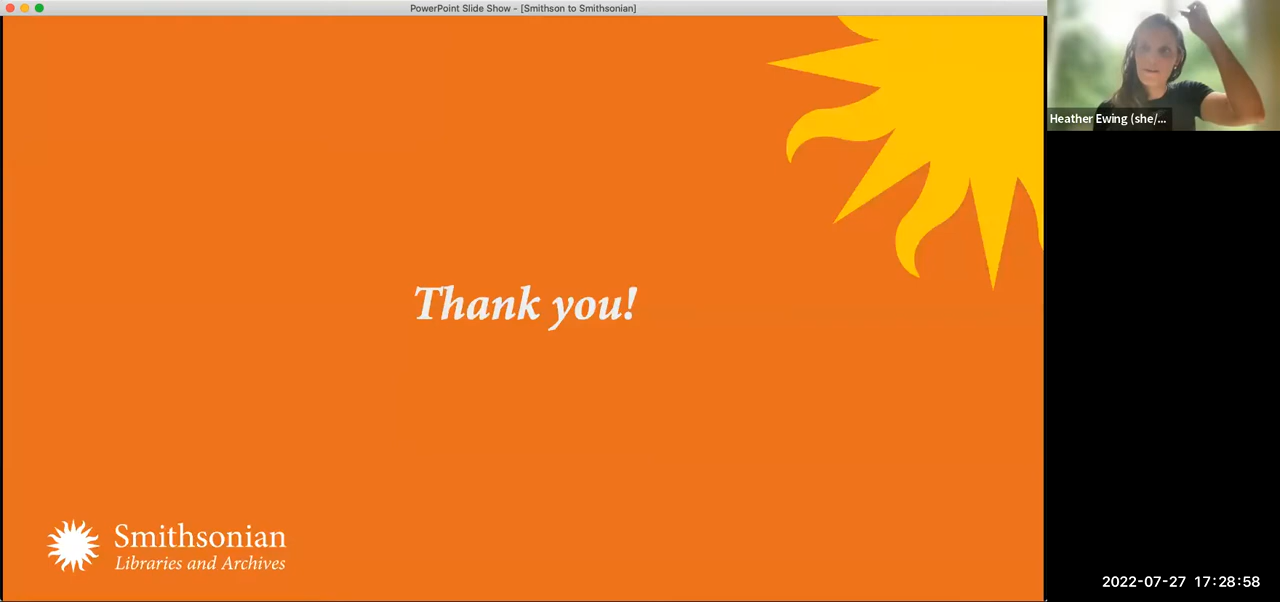 PowerPoint Slide Show - [Smithson to Smithsonian]
Heather Ewing (she/...
Thank you!
Smithsonian
Libraries and Archives
2022-07-27 17:28:58